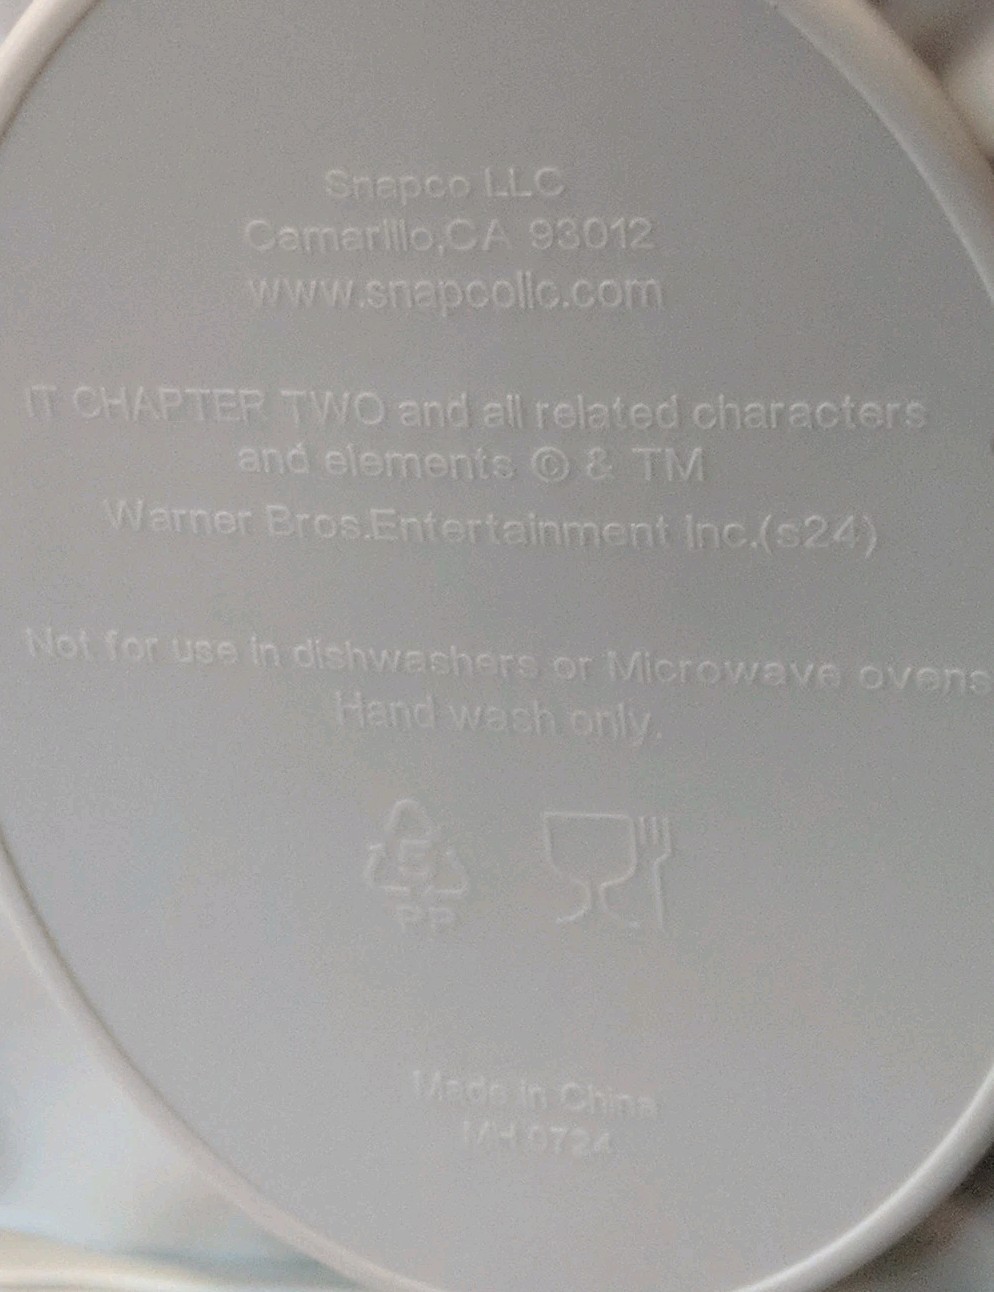 Snapco LLC
Camarillo,CA 93012
www.snapcollc.com
IT CHAPTER TWO and all related characters
and elements © & TM
Warner Bros.Entertainment Inc.(s24)
Not for use in dishwashers or Microwave ovens
Hand wash only.
5
PP
Made in China
MH 0724